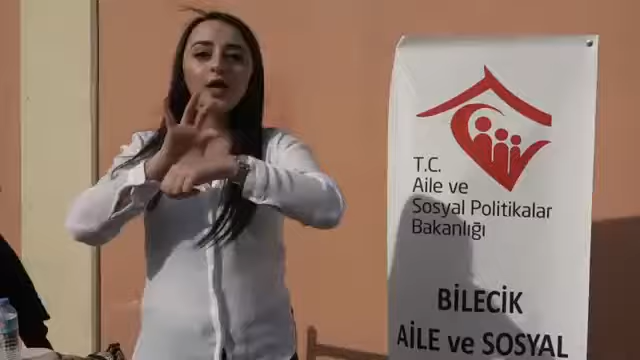 T.C.
Aile ve
Sosyal Politikalar
Bakanlığı
BİLECİK
AİLE ve SOSYAL